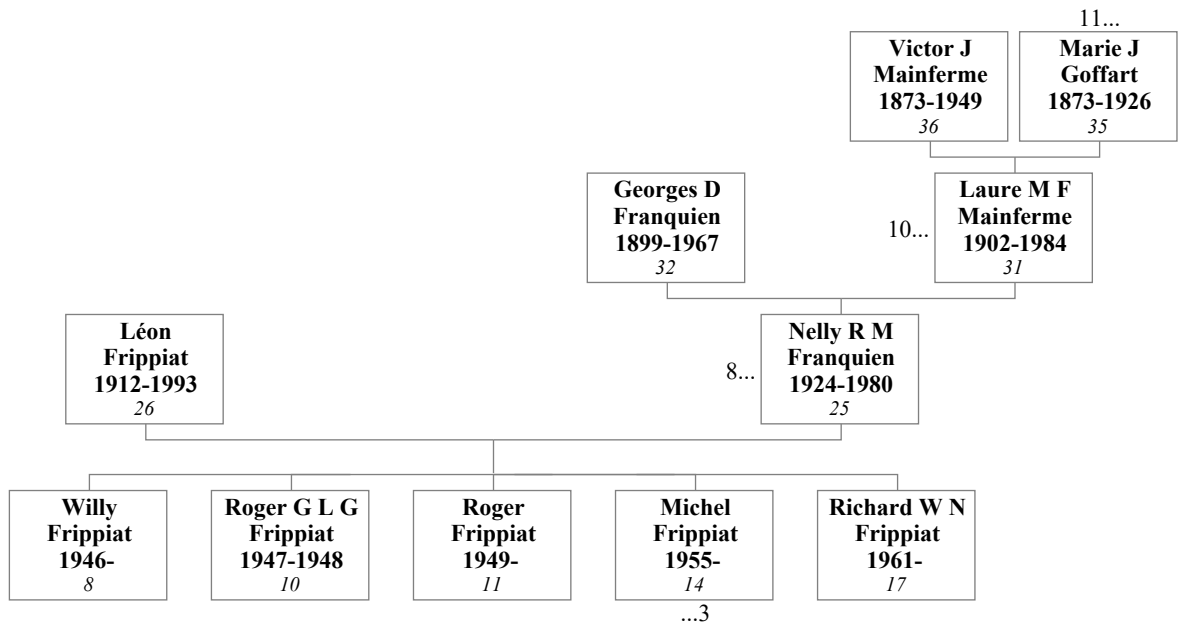 11...
Victor J
Mainferme
1873-1949
36
Marie J
Goffart
1873-1926
35
Georges D
Franquien
1899-1967
32
10...
Laure M F
Mainferme
1902-1984
31
Léon
Frippiat
1912-1993
26
8...
Nelly R M
Franquien
1924-1980
25
Willy
Frippiat
1946-
8
Roger G L G
Frippiat
1947-1948
10
Roger
Frippiat
1949-
11
Michel
Frippiat
1955-
14
Richard W N
Frippiat
1961-
17
...3